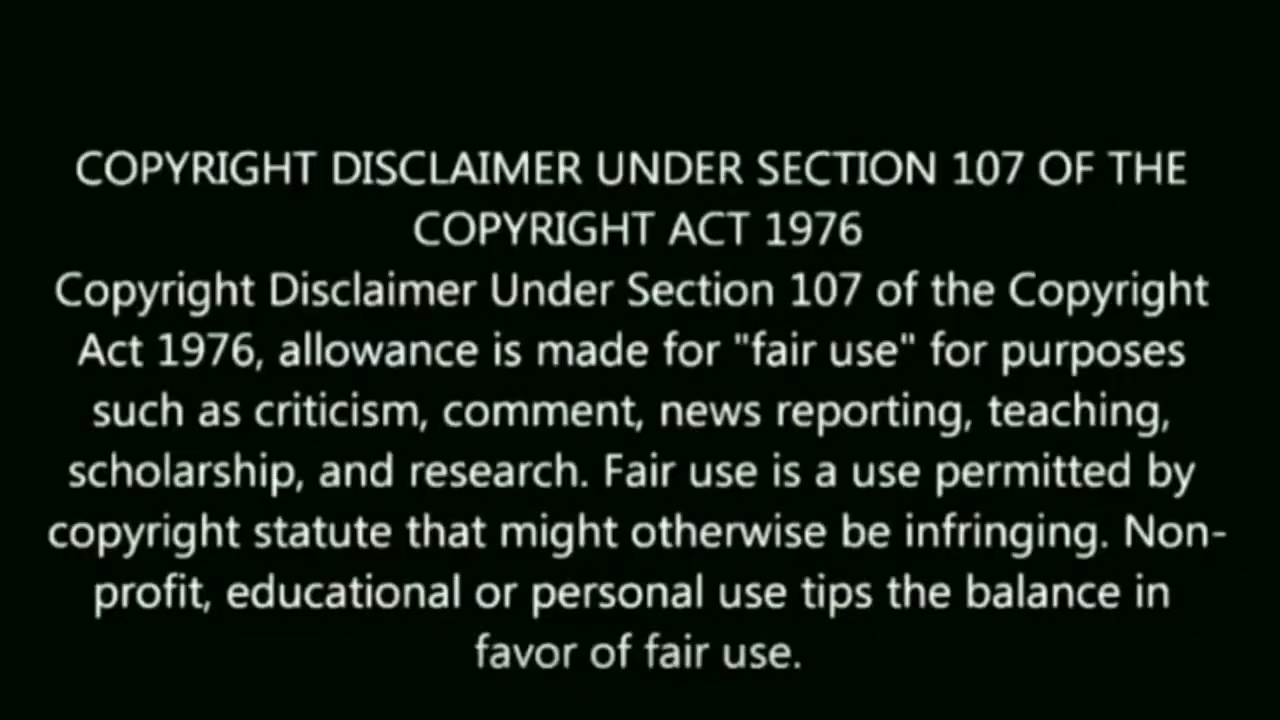 COPYRIGHT DISCLAIMER UNDER SECTION 107 OF THE
COPYRIGHT ACT 1976
Copyright Disclaimer Under Section 107 of the Copyright
Act 1976, allowance is made for "fair use" for purposes
such as criticism, comment, news reporting, teaching,
scholarship, and research. Fair use is a use permitted by
copyright statute that might otherwise be infringing. Non-
profit, educational or personal use tips the balance in
favor of fair use.